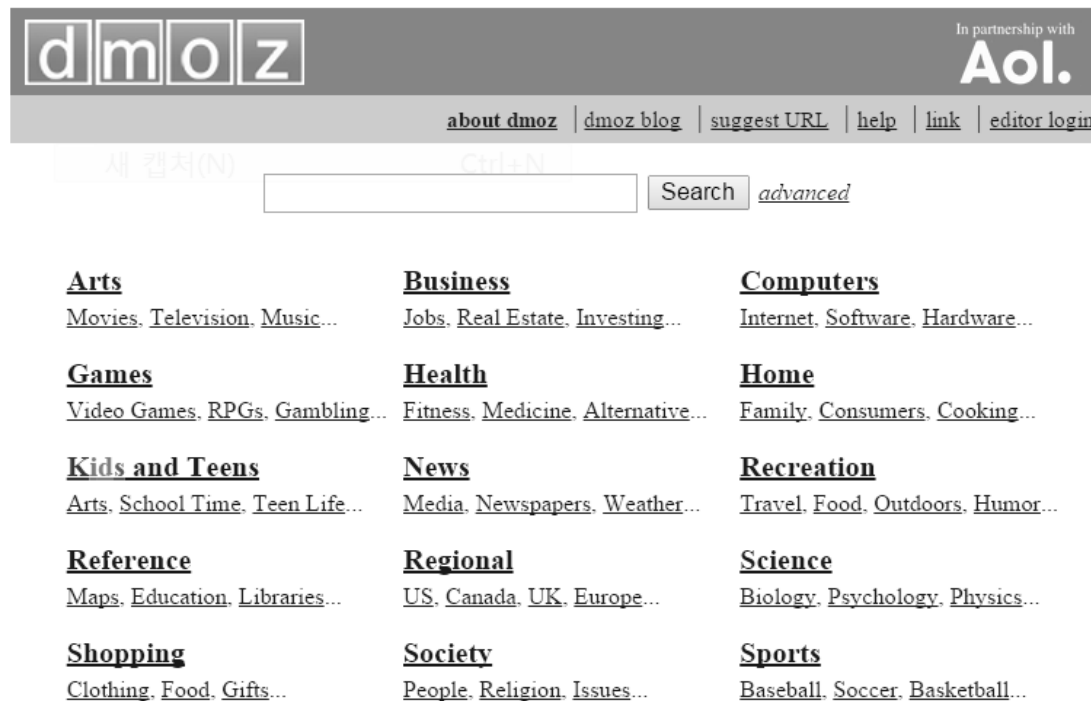 dmoz
In partnership with
Aol.
about dmoz | dmoz blog | suggest URL | help | link | editor login
새 캡처(N) Ctrl+N
Search advanced
Arts Business Computers
Movies, Television, Music... Jobs, Real Estate, Investing... Internet, Software, Hardware...
Games Health Home
Video Games, RPGs, Gambling... Fitness, Medicine, Alternative... Family, Consumers, Cooking...
Kids and Teens News Recreation
Arts, School Time, Teen Life... Media, Newspapers, Weather... Travel, Food, Outdoors, Humor...
Reference Regional Science
Maps, Education, Libraries... US, Canada, UK, Europe... Biology, Psychology, Physics...
Shopping Society Sports
Clothing, Food, Gifts... People, Religion, Issues... Baseball, Soccer, Basketball...